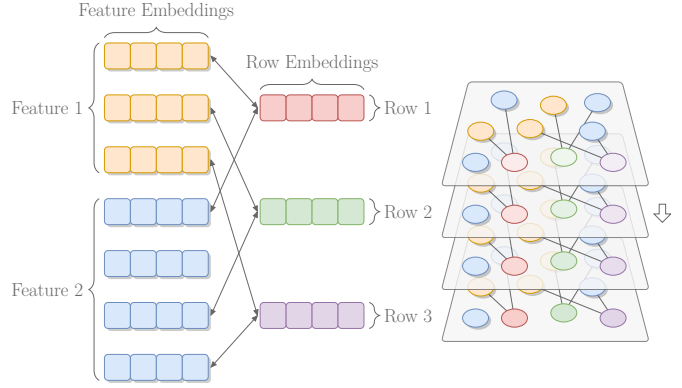 Feature Embeddings
Row Embeddings
Feature 1
Row 1
Row 2
Feature 2
Row 3